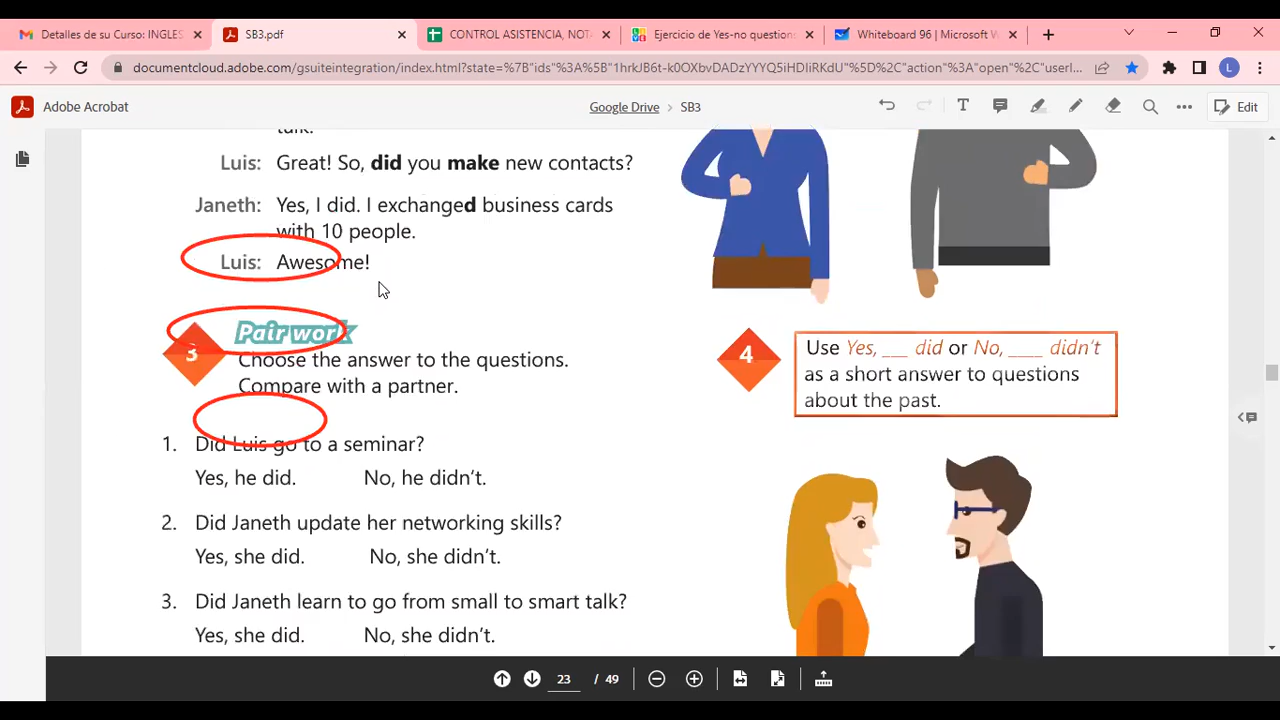 Detalles de su Curso: INGLES
SB3.pdf
CONTROL ASISTENCIA, NOTA
Ejercicio de Yes-no question
Whiteboard 96 | Microsoft W
documentcloud.adobe.com/gsuiteintegration/index.html?state=%7B"ids"%3A%5B"1hrkJB6t-k0OXbvDADzYYYQ5iHDIiRKdU"%5D%2C"action"%3A"open"%2C"userI...
L
Adobe Acrobat
Google Drive > SB3
Edit
talk.
Luis: Great! So, did you make new contacts?
Janeth: Yes, I did. I exchanged business cards
with 10 people.
Luis: Awesome!
3 Pair work
Choose the answer to the questions.
Compare with a partner.
1. Did Luis go to a seminar?
Yes, he did. No, he didn't.
2. Did Janeth update her networking skills?
Yes, she did. No, she didn't.
3. Did Janeth learn to go from small to smart talk?
Yes, she did. No, she didn't.
4 Use Yes, ___ did or No, ____ didn't
as a short answer to questions
about the past.
23 / 49